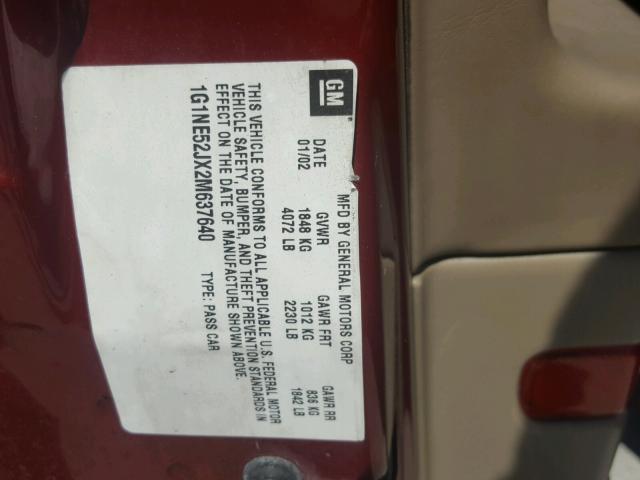 GM
MFD BY GENERAL MOTORS CORP
DATE GVWR GAWR FRT GAWR RR
01/02 1848 KG 1012 KG 836 KG
4072 LB 2230 LB 1842 LB
THIS VEHICLE CONFORMS TO ALL APPLICABLE U.S. FEDERAL MOTOR
VEHICLE SAFETY, BUMPER, AND THEFT PREVENTION STANDARDS IN
EFFECT ON THE DATE OF MANUFACTURE SHOWN ABOVE.
1G1NE52JX2M637640 TYPE: PASS CAR